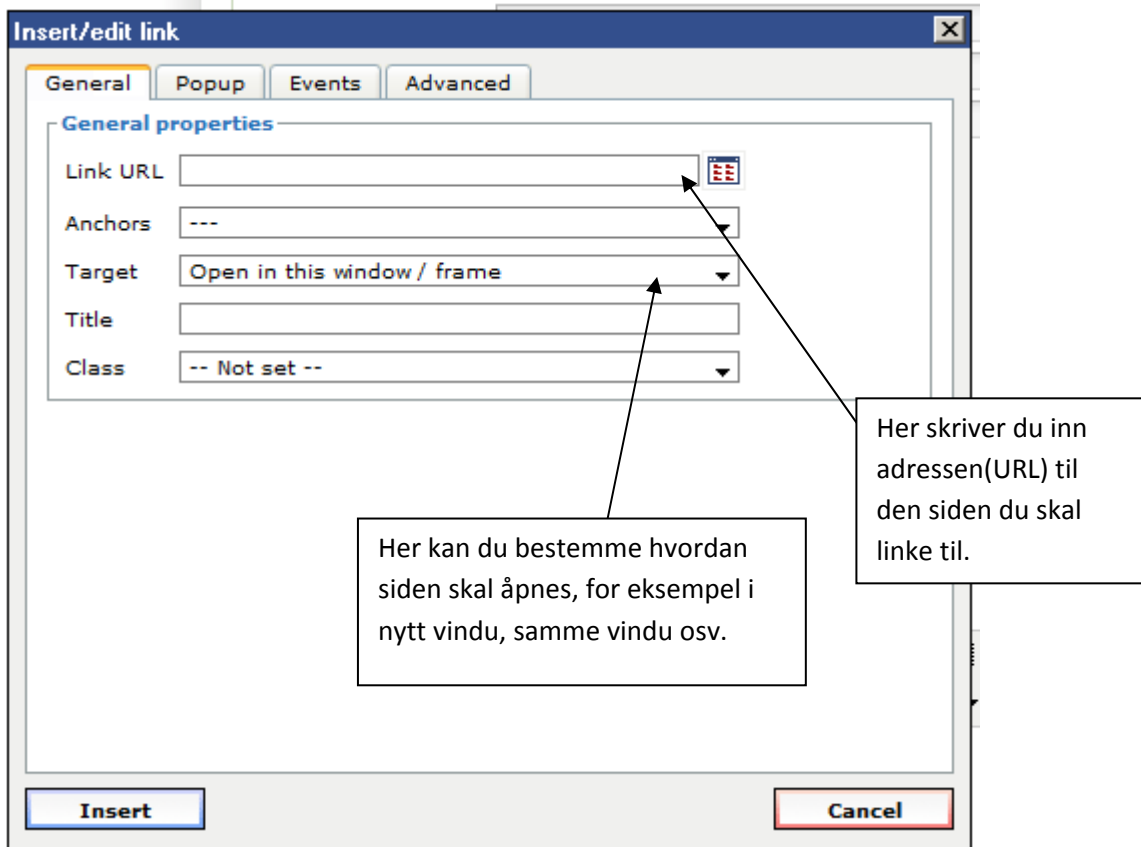 Insert/edit link
General Popup Events Advanced
General properties
Link URL
Anchors ---
Target Open in this window / frame
Title
Class -- Not set --
Her skriver du inn
adressen(URL) til
den siden du skal
linke til.
Her kan du bestemme hvordan
siden skal åpnes, for eksempel i
nytt vindu, samme vindu osv.
Insert Cancel